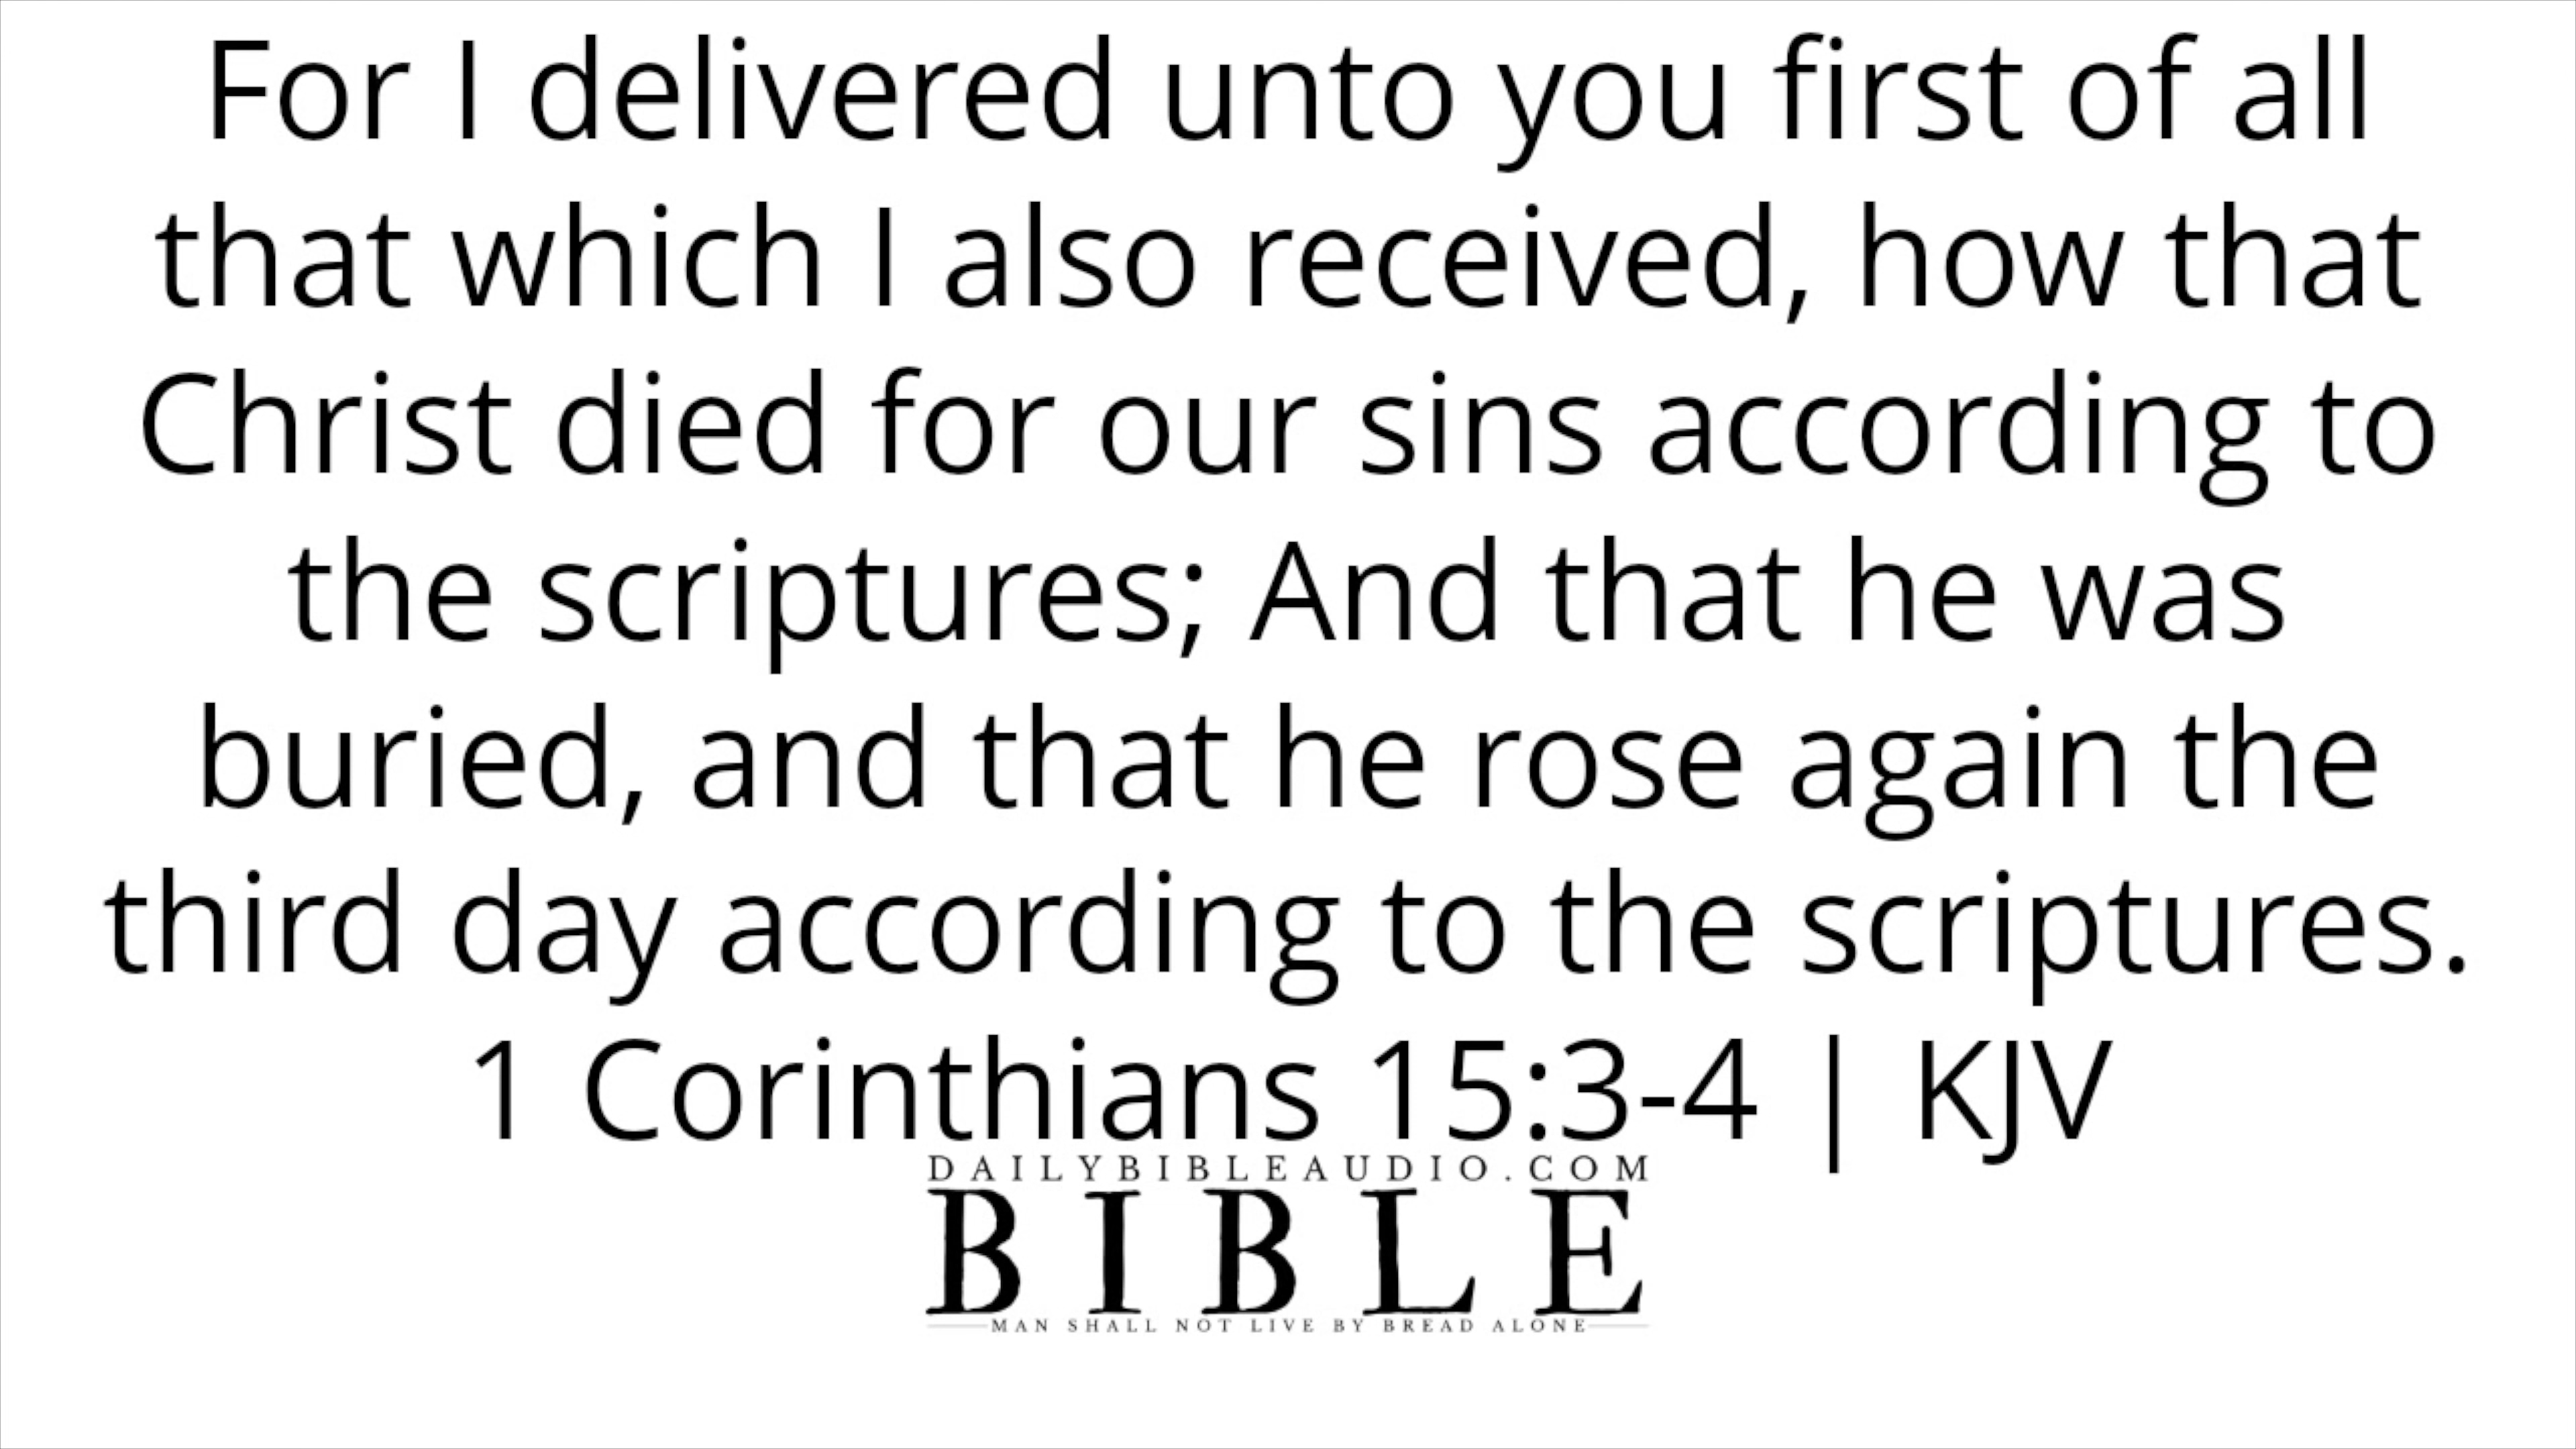 For I delivered unto you first of all
that which I also received, how that
Christ died for our sins according to
the scriptures; And that he was
buried, and that he rose again the
third day according to the scriptures.
1 Corinthians 15:3-4 | KJV
DAILYBIBLEAUDIO.COM
BIBLE
MAN SHALL NOT LIVE BY BREAD ALONE